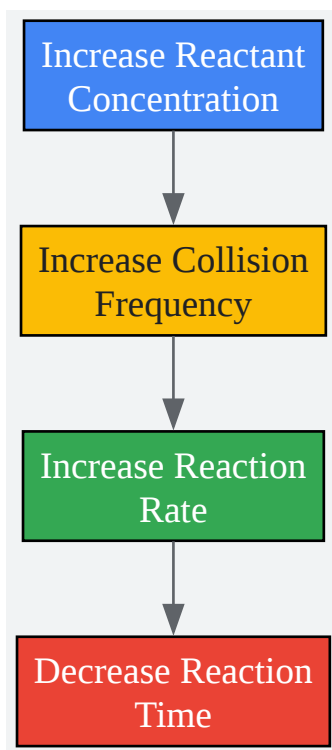 Increase Reactant
Concentration
Increase Collision
Frequency
Increase Reaction
Rate
Decrease Reaction
Time